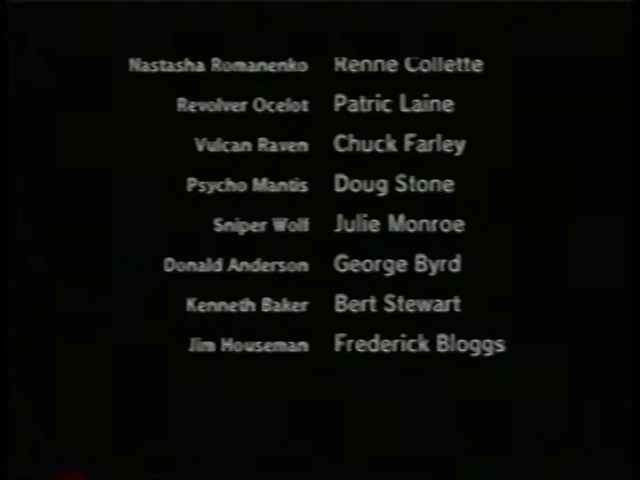 Nastasha Romanenko Renne Collette
Revolver Ocelot Patric Laine
Vulcan Raven Chuck Farley
Psycho Mantis Doug Stone
Sniper Wolf Julie Monroe
Donald Anderson George Byrd
Kenneth Baker Bert Stewart
Jim Houseman Frederick Bloggs